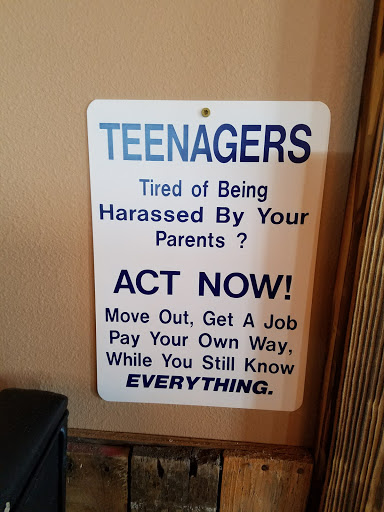 TEENAGERS
Tired of Being
Harassed By Your
Parents ?
ACT NOW!
Move Out, Get A Job
Pay Your Own Way,
While You Still Know
EVERYTHING.